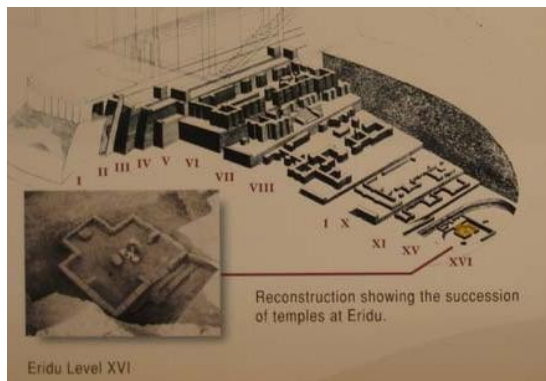 I
II
III
IV
V
VI
VII
VIII
I X
XI
XV
XVI
Reconstruction showing the succession
of temples at Eridu.
Eridu Level XVI